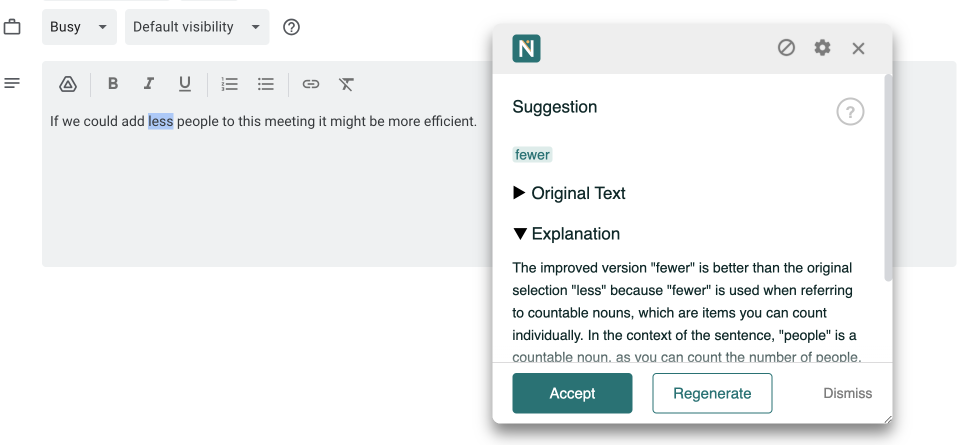 Busy
Default visibility
?
B I U
If we could add less people to this meeting it might be more efficient.
N
Suggestion
?
fewer
▶ Original Text
▼ Explanation
The improved version "fewer" is better than the original
selection "less" because "fewer" is used when referring
to countable nouns, which are items you can count
individually. In the context of the sentence, "people" is a
countable noun, as you can count the number of people.
Accept
Regenerate
Dismiss